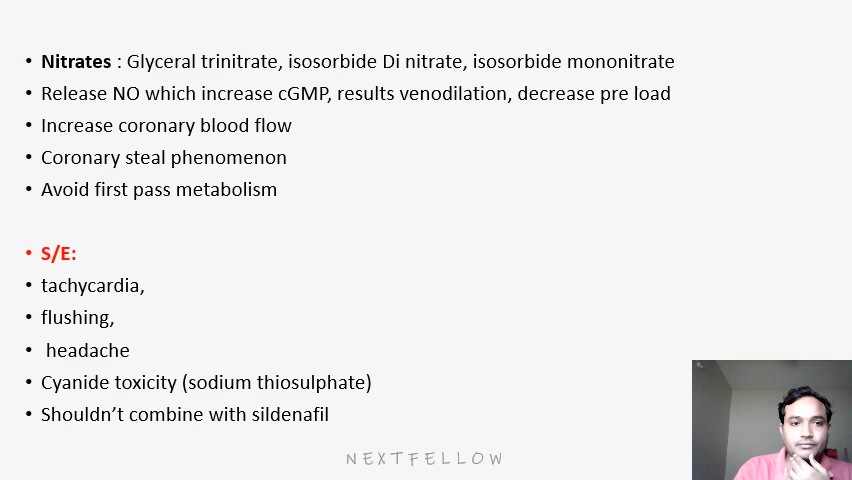 • Nitrates : Glyceral trinitrate, isosorbide Di nitrate, isosorbide mononitrate
• Release NO which increase cGMP, results venodilation, decrease pre load
• Increase coronary blood flow
• Coronary steal phenomenon
• Avoid first pass metabolism
• S/E:
• tachycardia,
• flushing,
• headache
• Cyanide toxicity (sodium thiosulphate)
• Shouldn’t combine with sildenafil
NEXTFELLOW